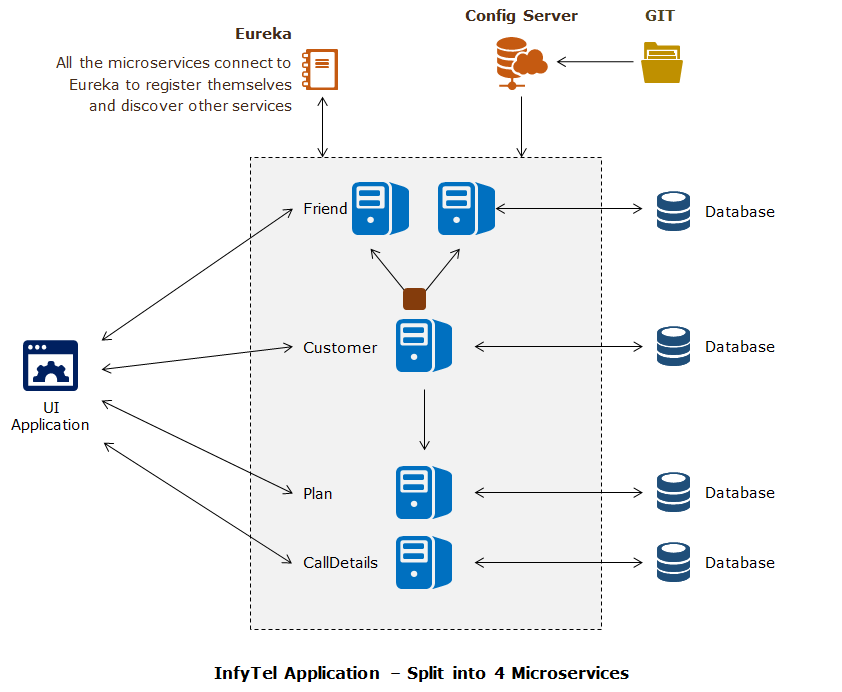 Config Server
GIT
Eureka
All the microservices connect to
Eureka to register themselves
and discover other services
Friend
Database
Customer
Database
UI
Application
Plan
Database
CallDetails
Database
InfyTel Application – Split into 4 Microservices